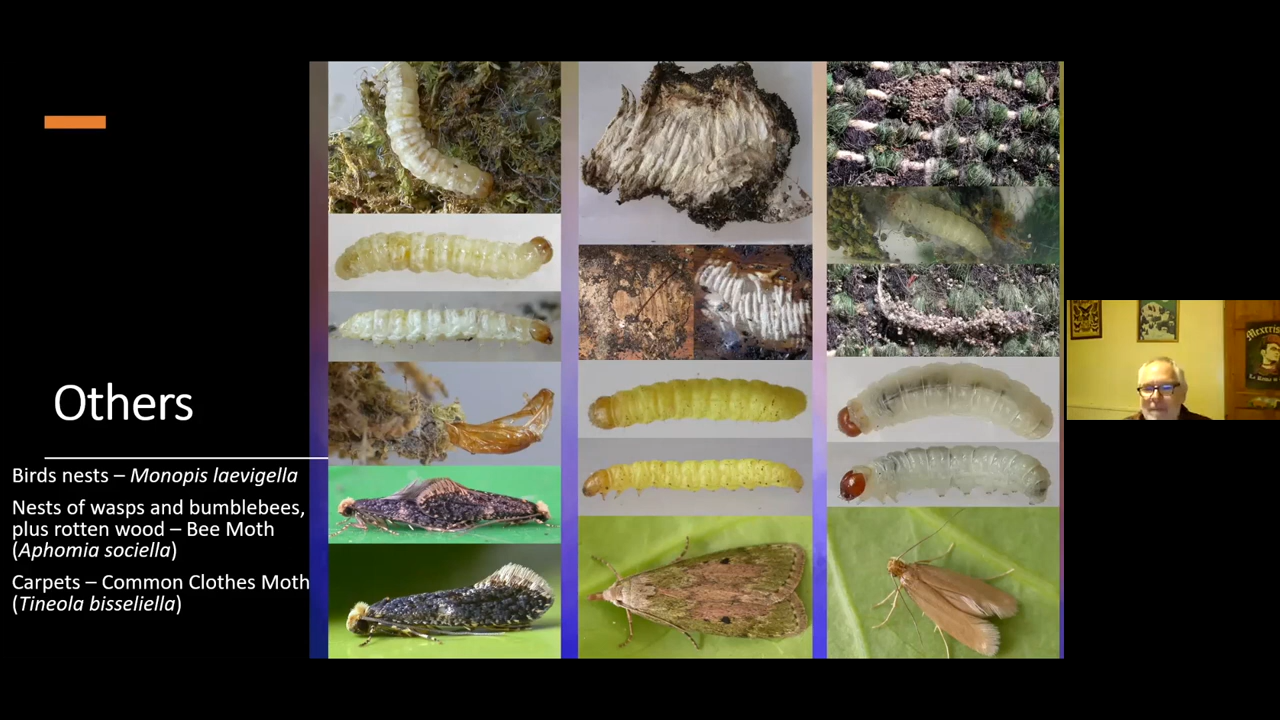 Others
Birds nests – Monopis laevigella
Nests of wasps and bumblebees,
plus rotten wood – Bee Moth
(Aphomia sociella)
Carpets – Common Clothes Moth
(Tineola bisseliella)